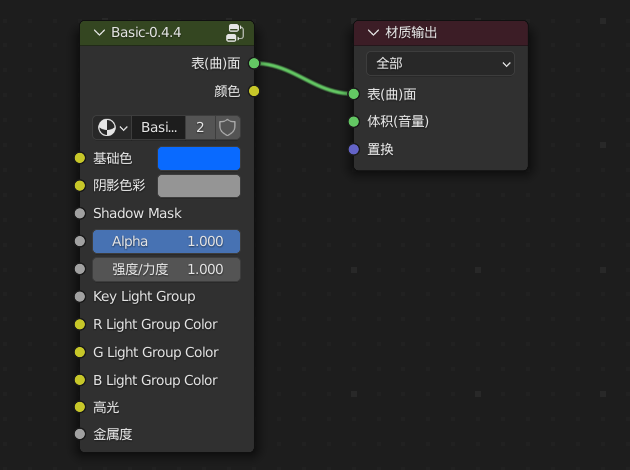 Basic-0.4.4
表(曲)面
颜色
Basi...
2
基础色
阴影色彩
Shadow Mask
Alpha 1.000
强度/力度 1.000
Key Light Group
R Light Group Color
G Light Group Color
B Light Group Color
高光
金属度
材质输出
全部
表(曲)面
体积(音量)
置换